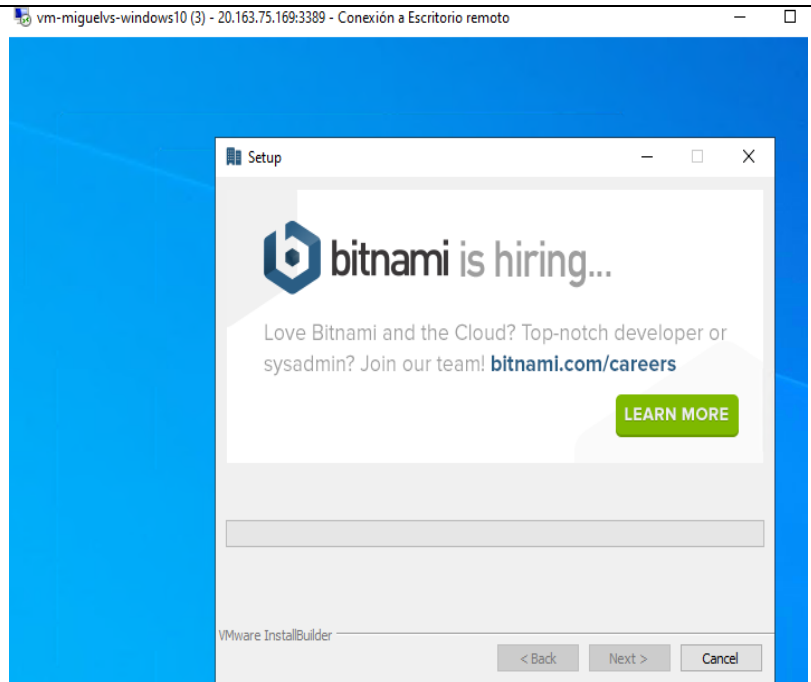 vm-miguelvs-windows10 (3) - 20.163.75.169:3389 - Conexión a Escritorio remoto
Setup
bitnami is hiring...
Love Bitnami and the Cloud? Top-notch developer or
sysadmin? Join our team! bitnami.com/careers
LEARN MORE
VMware InstallBuilder
< Back Next > Cancel